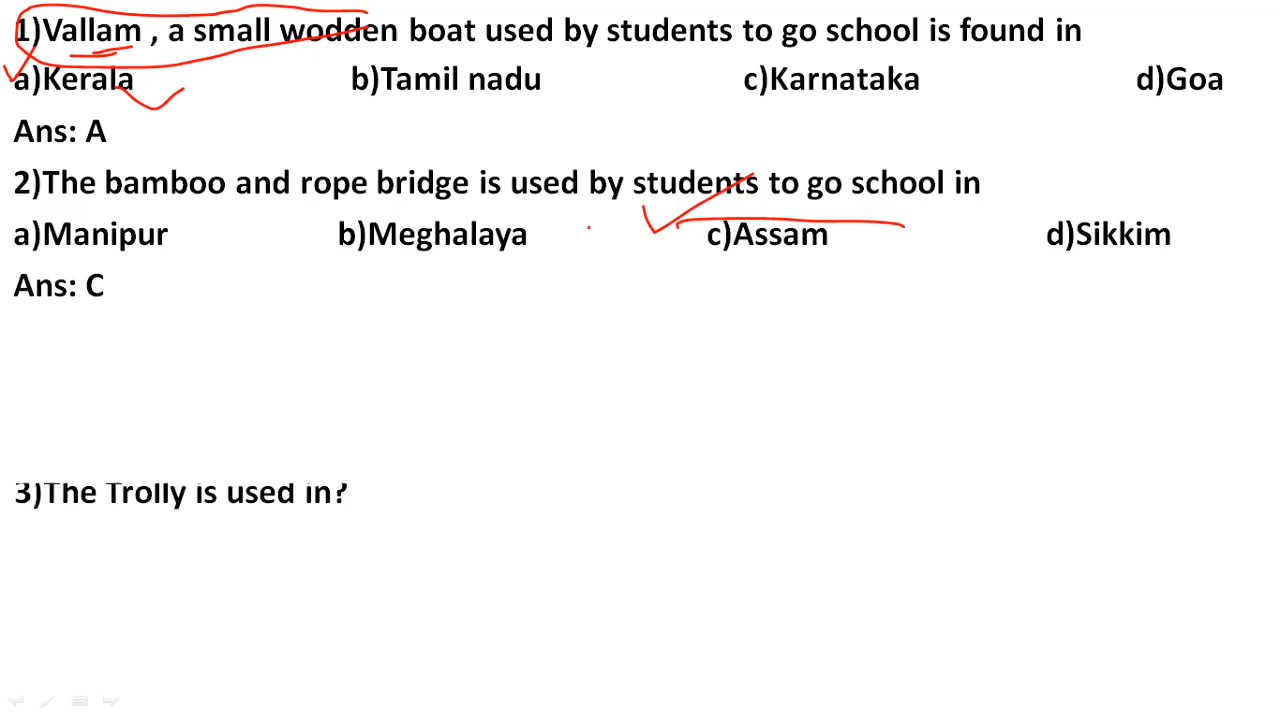 1)Vallam , a small wodden boat used by students to go school is found in
a)Kerala b)Tamil nadu c)Karnataka d)Goa
Ans: A
2)The bamboo and rope bridge is used by students to go school in
a)Manipur b)Meghalaya c)Assam d)Sikkim
Ans: C
3)The Trolly is used in?